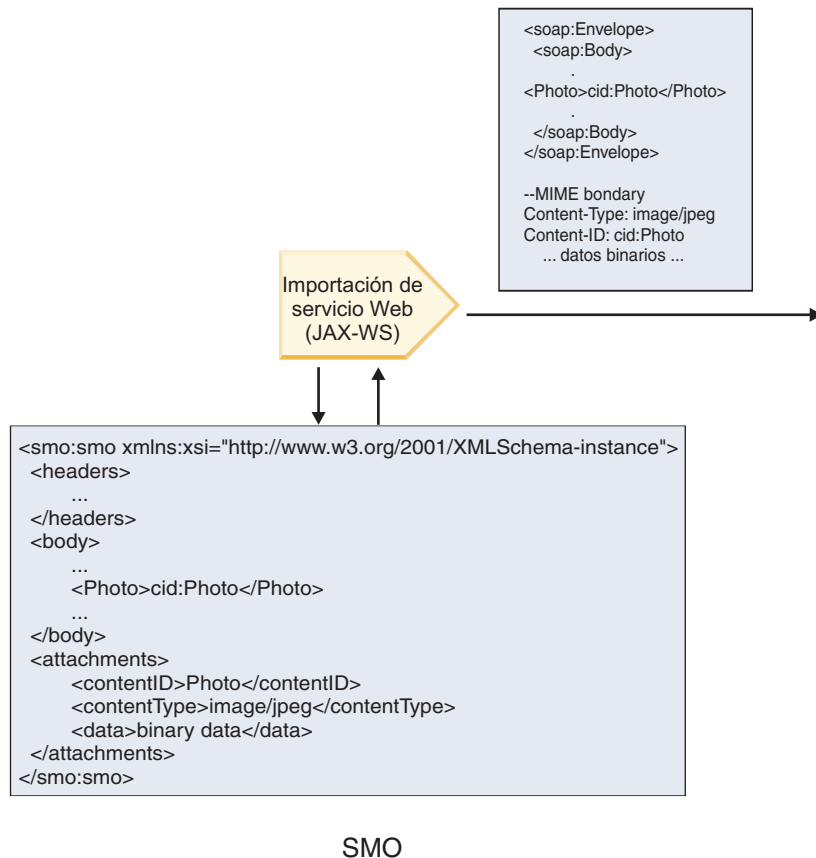 <soap:Envelope>
<soap:Body>
.
<Photo>cid:Photo</Photo>
.
</soap:Body>
</soap:Envelope>
--MIME bondary
Content-Type: image/jpeg
Content-ID: cid:Photo
... datos binarios ...
Importación de
servicio Web
(JAX-WS)
<smo:smo xmlns:xsi="http://www.w3.org/2001/XMLSchema-instance">
<headers>
...
</headers>
<body>
...
<Photo>cid:Photo</Photo>
...
</body>
<attachments>
<contentID>Photo</contentID>
<contentType>image/jpeg</contentType>
<data>binary data</data>
</attachments>
</smo:smo>
SMO